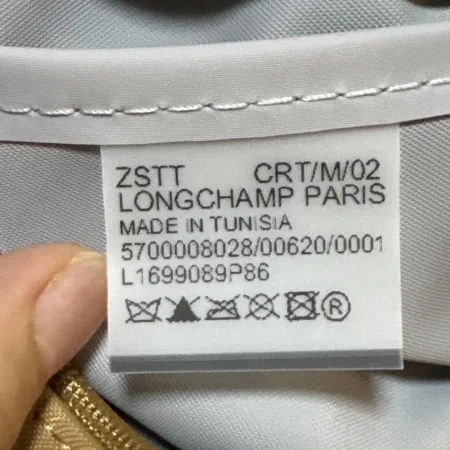 ZSTT CRT/M/02
LONGCHAMP PARIS
MADE IN TUNISIA
5700008028/00620/0001
L1699089P86
®